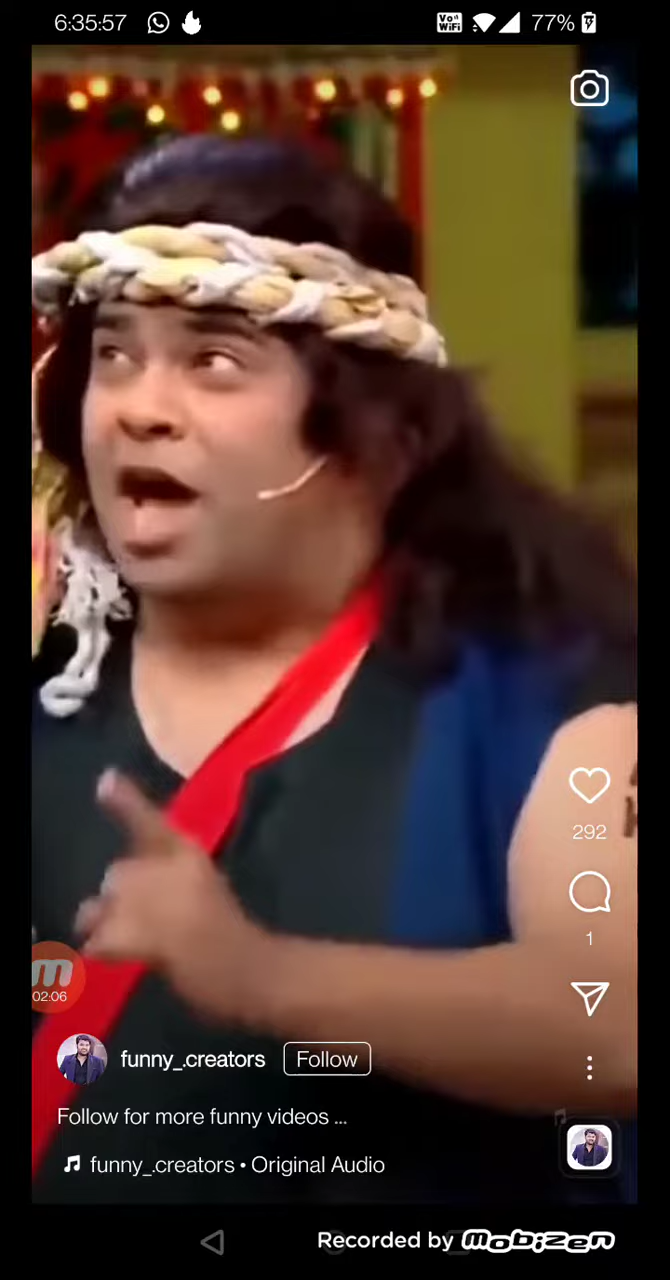 6:35:57
Vo)) WiFi
77%
292
1
02:06
funny_.creators Follow
Follow for more funny videos ...
funny_.creators • Original Audio
Recorded by mobizen